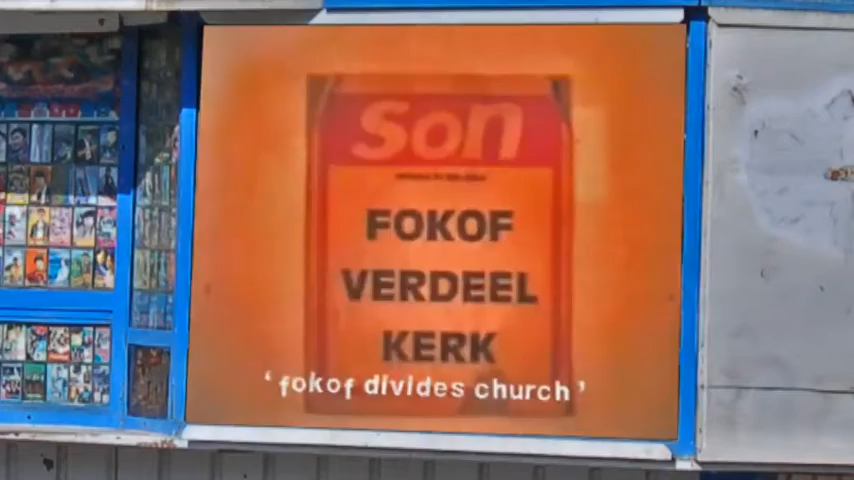 Son
FOKOF
VERDEEL
KERK
‘fokof divides church’